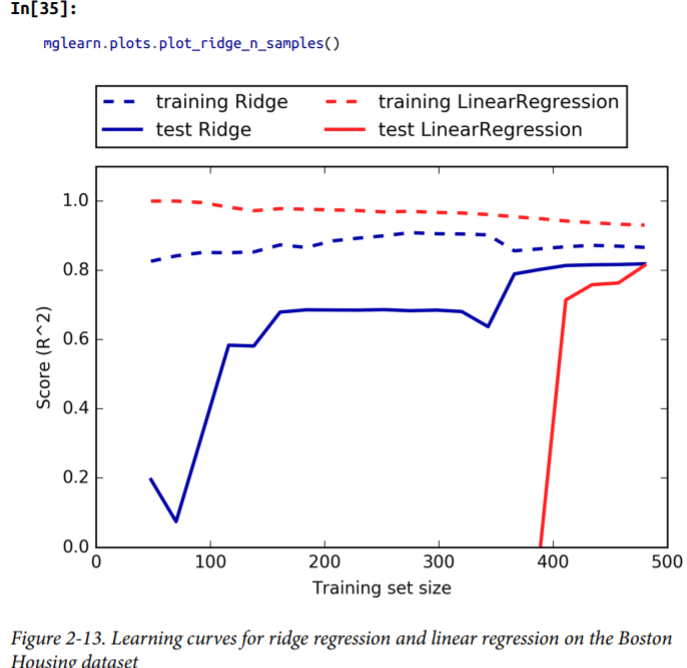 In[35]:
mglearn.plots.plot_ridge_n_samples()
training Ridge
training LinearRegression
test Ridge
test LinearRegression
Score (R^2)
1.0
0.8
0.6
0.4
0.2
0.0
0
100
200
300
400
500
Training set size
Figure 2-13. Learning curves for ridge regression and linear regression on the Boston
Housing dataset